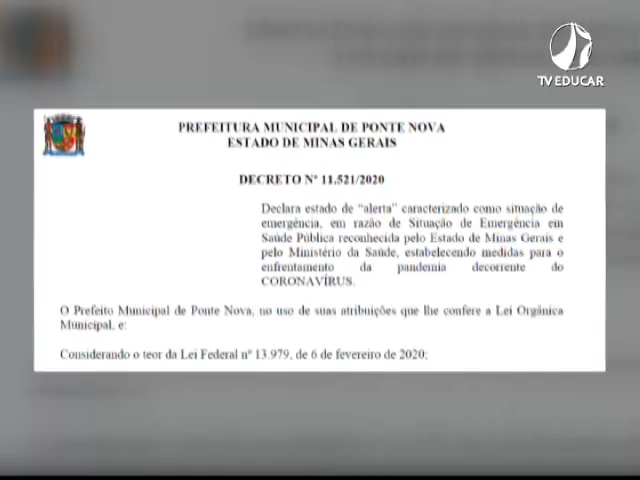 TV EDUCAR
PREFEITURA MUNICIPAL DE PONTE NOVA
ESTADO DE MINAS GERAIS
DECRETO Nº 11.521/2020
Declara estado de “alerta” caracterizado como situação de
emergência, em razão de Situação de Emergência em
Saúde Pública reconhecida pelo Estado de Minas Gerais e
pelo Ministério da Saúde, estabelecendo medidas para o
enfrentamento da pandemia decorrente do
CORONAVÍRUS.
O Prefeito Municipal de Ponte Nova, no uso de suas atribuições que lhe confere a Lei Orgânica
Municipal, e:
Considerando o teor da Lei Federal nº 13.979, de 6 de fevereiro de 2020;